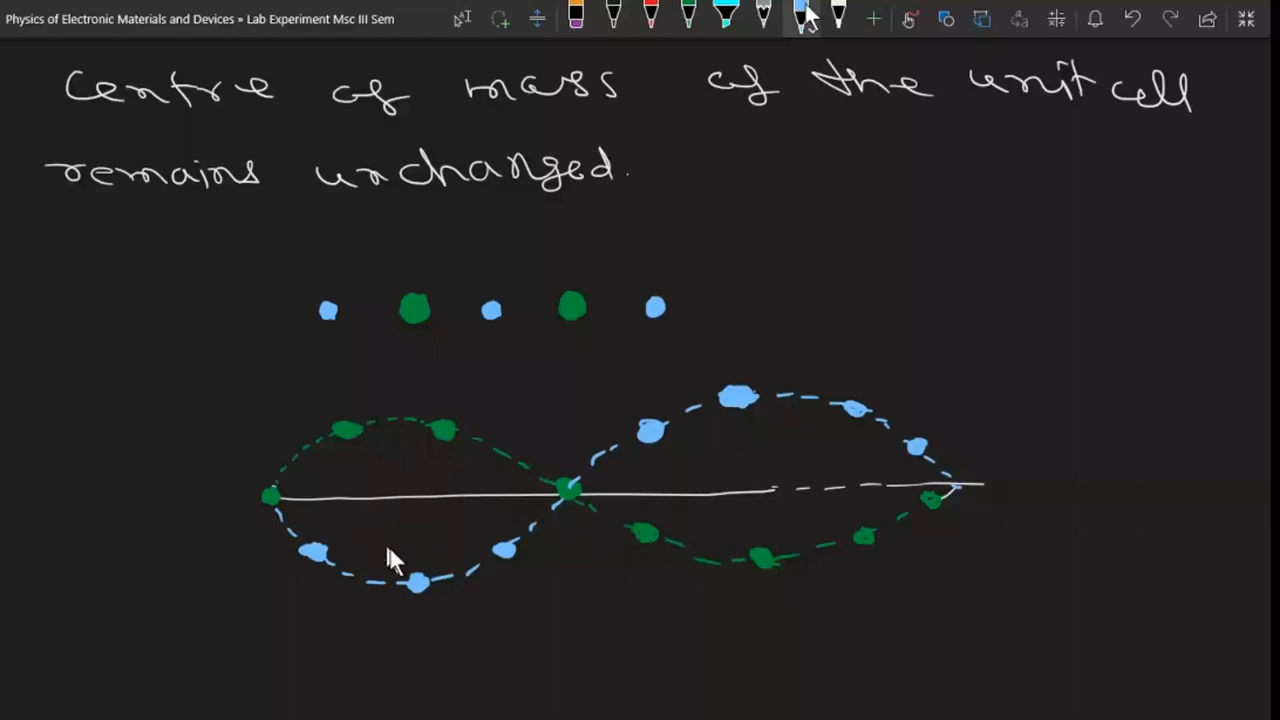 Physics of Electronic Materials and Devices » Lab Experiment Msc III Sem
Centre of mass of the unit cell
remains unchanged.